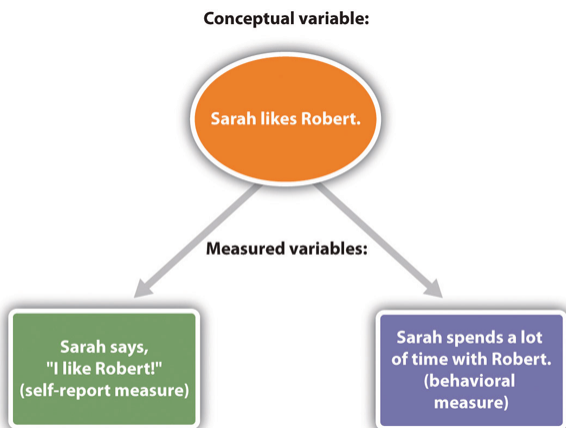 Conceptual variable:
Sarah likes Robert.
Measured variables:
Sarah says,
"I like Robert!"
(self-report measure)
Sarah spends a lot
of time with Robert.
(behavioral
measure)